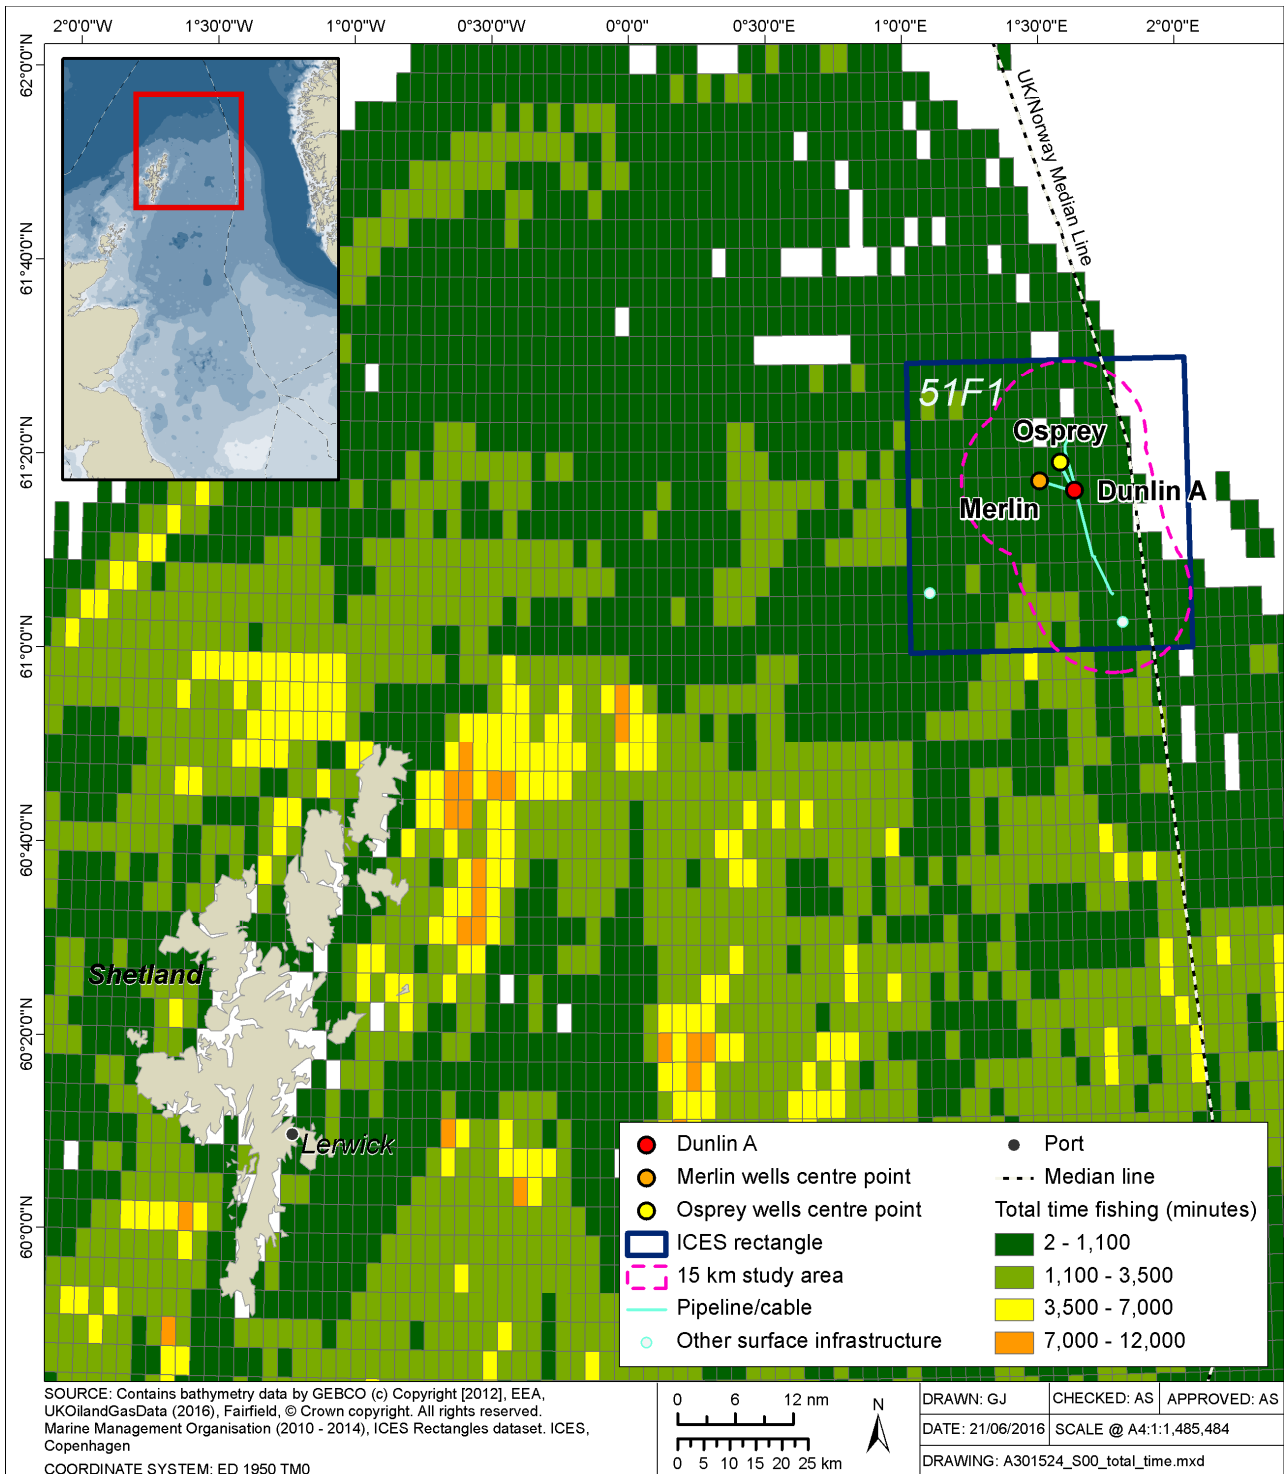 2°0'0"W 1°30'0"W 1°0'0"W 0°30'0"W 0°0'0" 0°30'0"E 1°0'0"E 1°30'0"E 2°0'0"E
62°0'0"N
61°40'0"N
61°20'0"N
61°0'0"N
60°40'0"N
60°20'0"N
60°0'0"N
UK/Norway Median Line
51F1
Osprey
Dunlin A
Merlin
Shetland
Lerwick
Dunlin A
Merlin wells centre point
Osprey wells centre point
ICES rectangle
15 km study area
Pipeline/cable
Other surface infrastructure
Port
Median line
Total time fishing (minutes)
2 - 1,100
1,100 - 3,500
3,500 - 7,000
7,000 - 12,000
SOURCE: Contains bathymetry data by GEBCO (c) Copyright [2012], EEA,
UKOilandGasData (2016), Fairfield, © Crown copyright. All rights reserved.
Marine Management Organisation (2010 - 2014), ICES Rectangles dataset. ICES,
Copenhagen
COORDINATE SYSTEM: ED 1950 TM0
0 6 12 nm
0 5 10 15 20 25 km
N
DRAWN: GJ CHECKED: AS APPROVED: AS
DATE: 21/06/2016 SCALE @ A4:1:1,485,484
DRAWING: A301524_S00_total_time.mxd